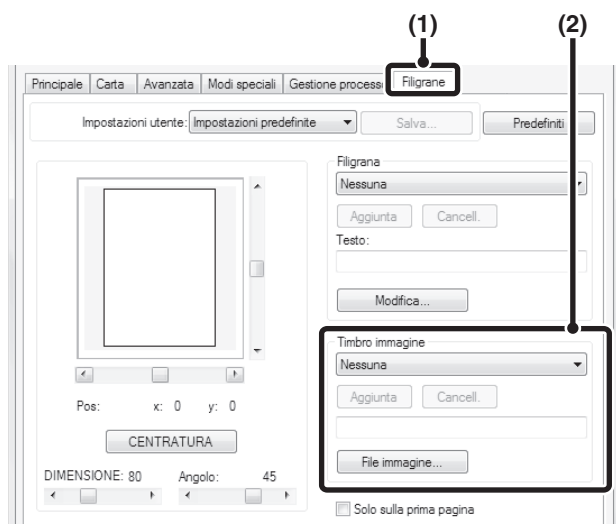 (1) (2)
Principale Carta Avanzata Modi speciali Gestione process Filigrane
Impostazioni utente: Impostazioni predefinite Salva... Predefiniti
Filigrana
Nessuna
Aggiunta Cancell.
Testo:
Modifica...
Timbro immagine
Nessuna
Aggiunta Cancell.
File immagine...
Solo sulla prima pagina
Pos: x: 0 y: 0
CENTRATURA
DIMENSIONE: 80 Angolo: 45